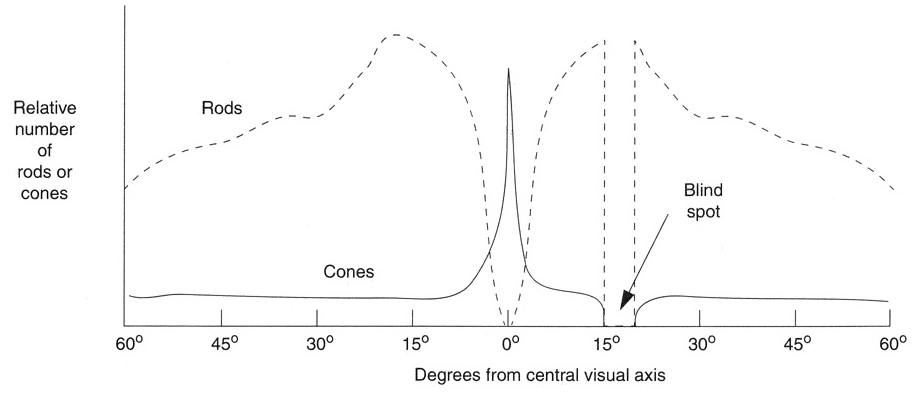 Relative
number
of
rods or
cones
Rods
Cones
Blind
spot
60° 45° 30° 15° 0° 15° 30° 45° 60°
Degrees from central visual axis